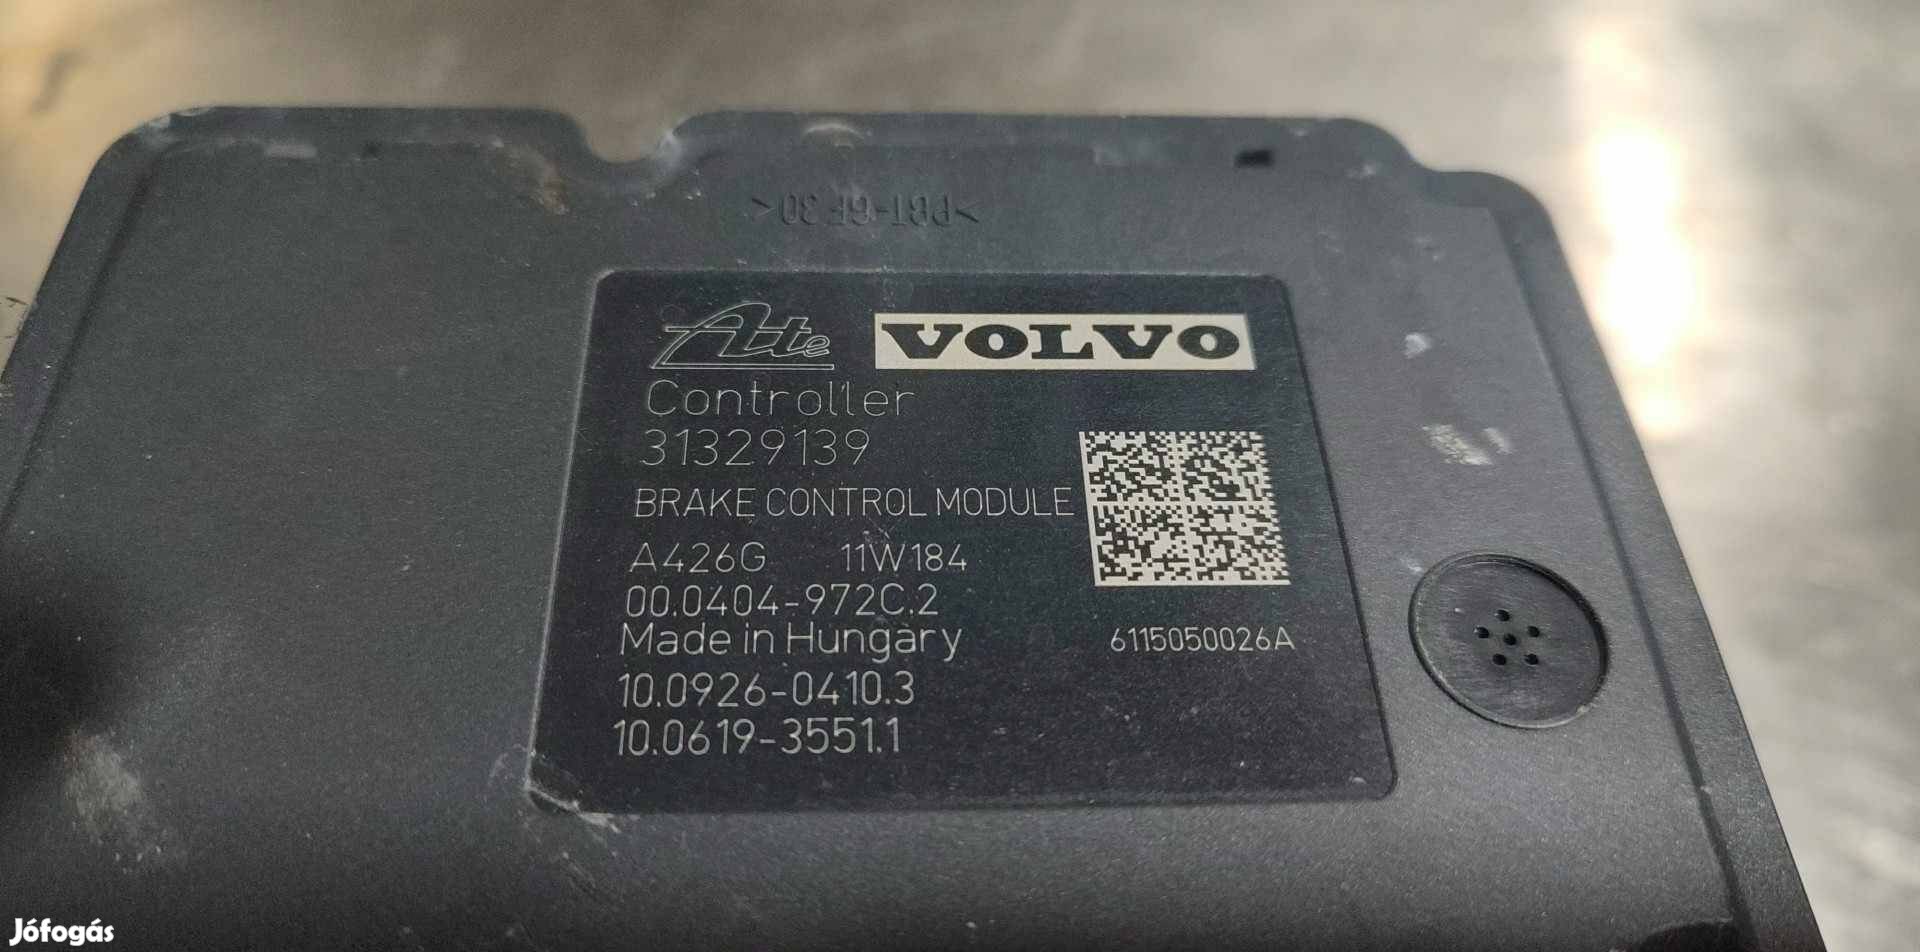 >PBT-GF30<
Ate VOLVO
Controller
31329139
BRAKE CONTROL MODULE
A426G 11W184
00.0404-972C.2
Made in Hungary 6115050026A
10.0926-0410.3
10.0619-3551.1
Jófogás